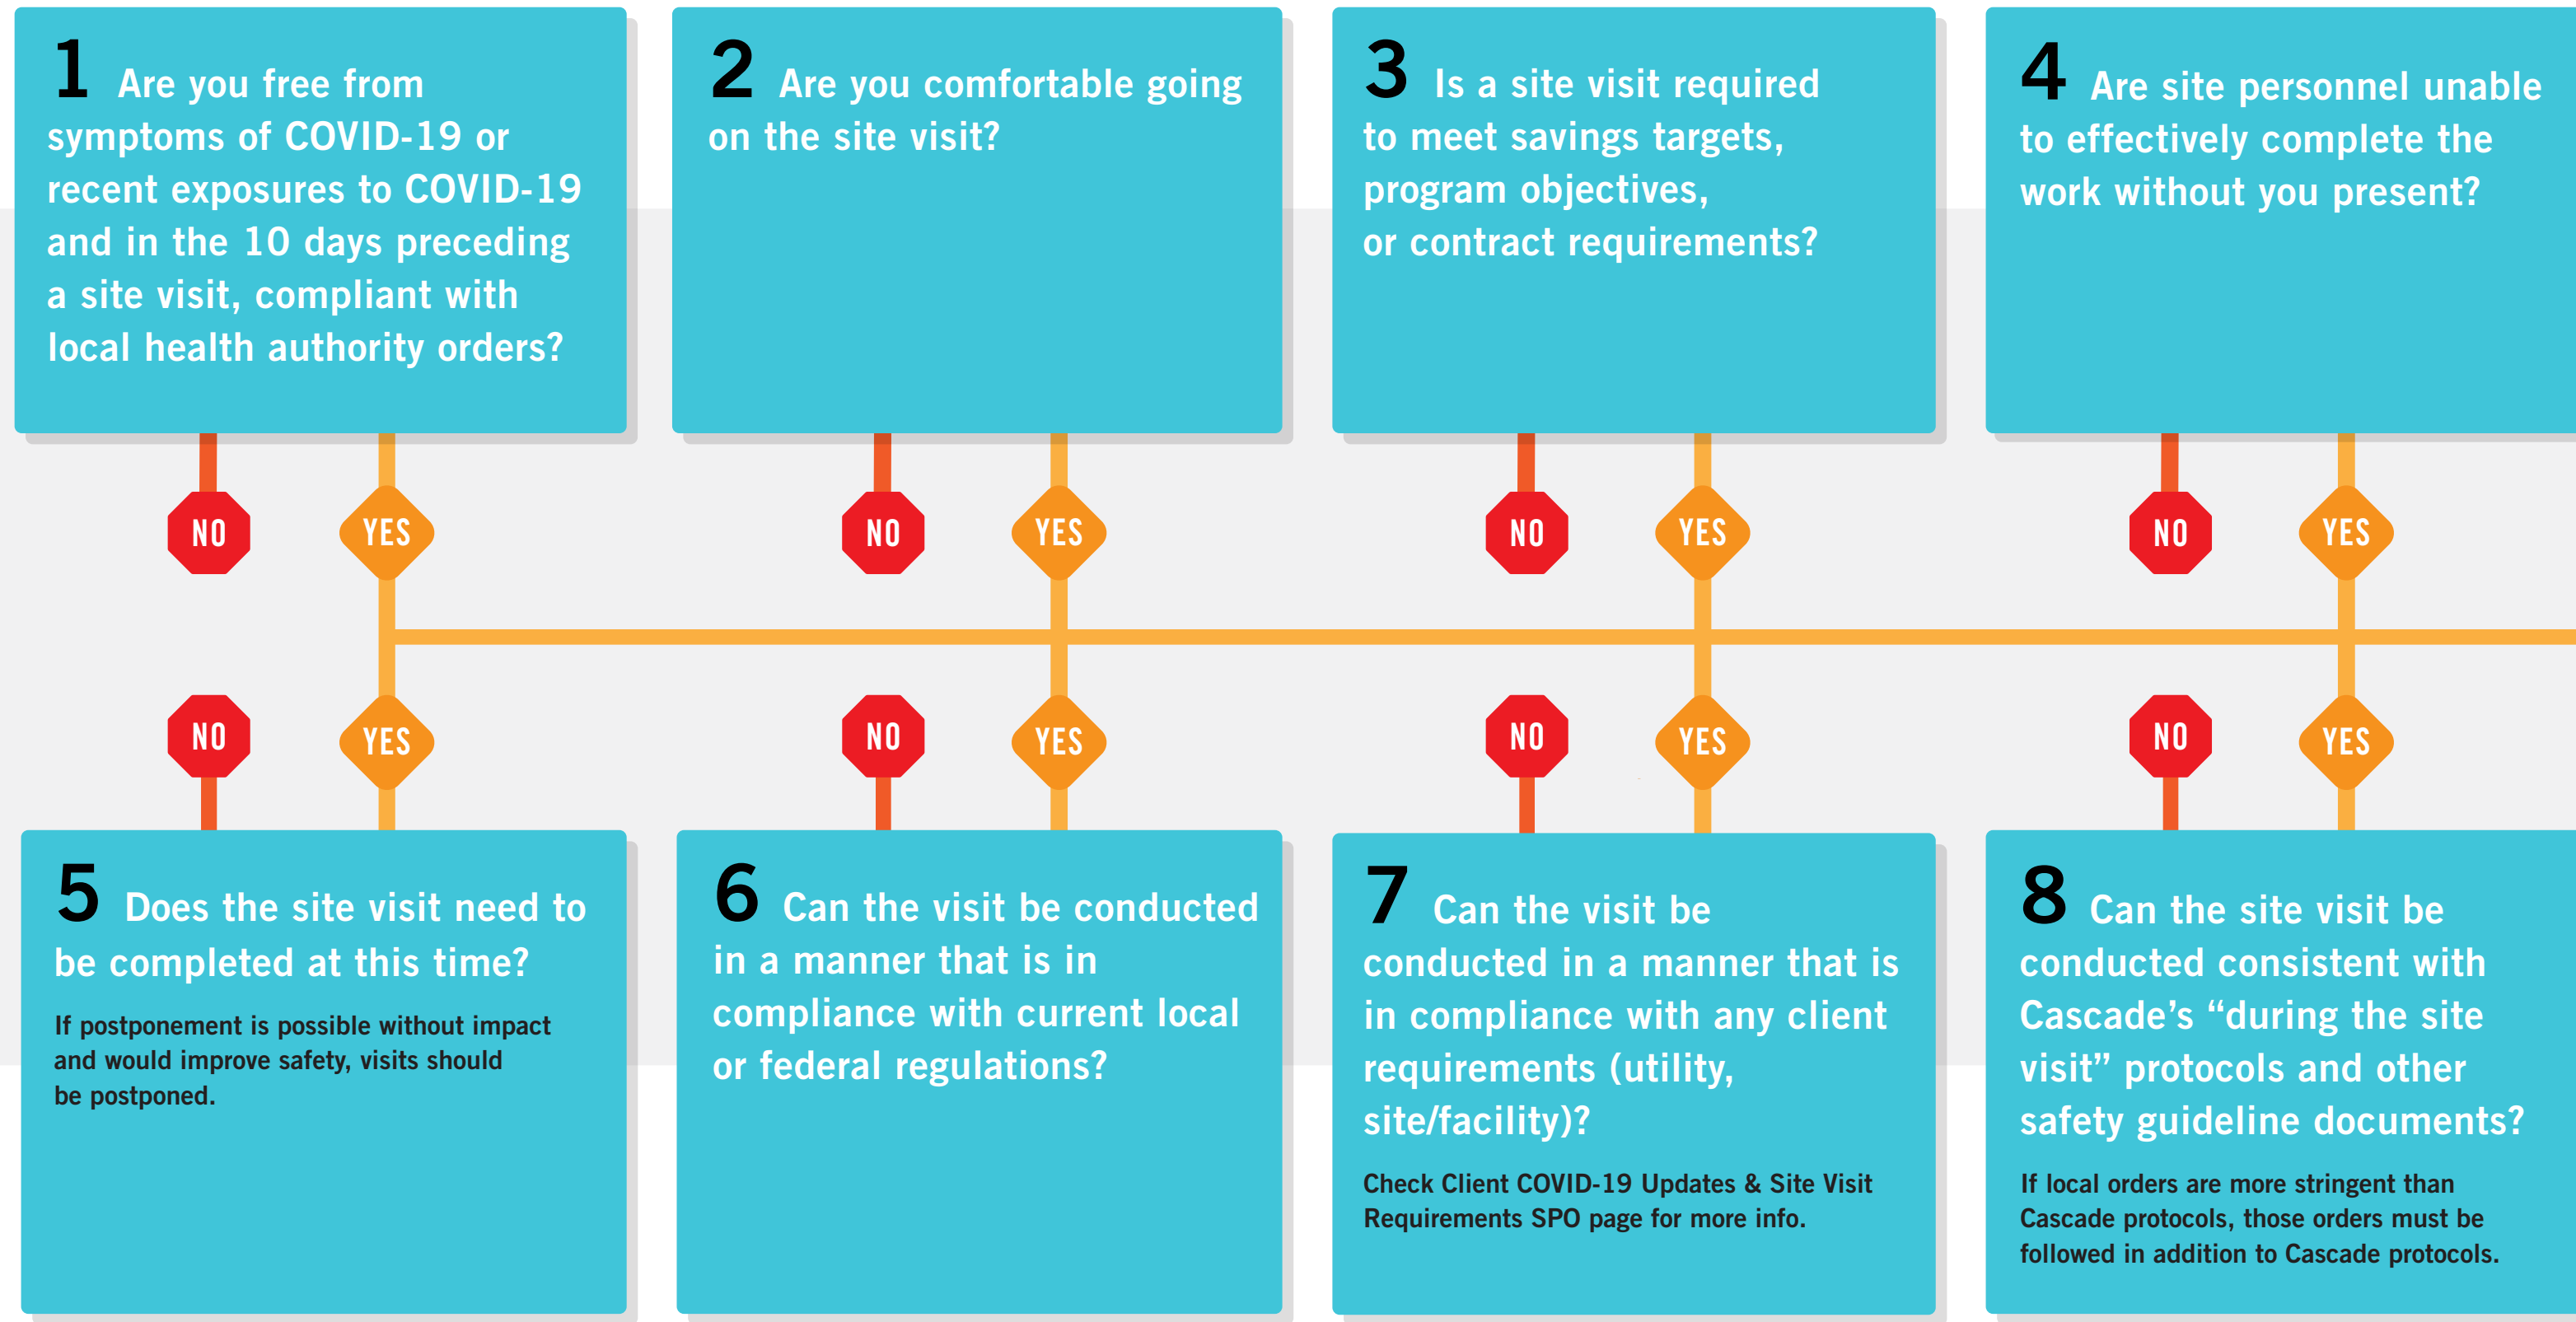 1 Are you free from
symptoms of COVID-19 or
recent exposures to COVID-19
and in the 10 days preceding
a site visit, compliant with
local health authority orders?
2 Are you comfortable going
on the site visit?
3 Is a site visit required
to meet savings targets,
program objectives,
or contract requirements?
4 Are site personnel unable
to effectively complete the
work without you present?
NO YES
NO YES
NO YES
NO YES
NO YES
NO YES
NO YES
NO YES
5 Does the site visit need to
be completed at this time?
If postponement is possible without impact
and would improve safety, visits should
be postponed.
6 Can the visit be conducted
in a manner that is in
compliance with current local
or federal regulations?
7 Can the visit be
conducted in a manner that is
in compliance with any client
requirements (utility,
site/facility)?
Check Client COVID-19 Updates & Site Visit
Requirements SPO page for more info.
8 Can the site visit be
conducted consistent with
Cascade’s “during the site
visit” protocols and other
safety guideline documents?
If local orders are more stringent than
Cascade protocols, those orders must be
followed in addition to Cascade protocols.